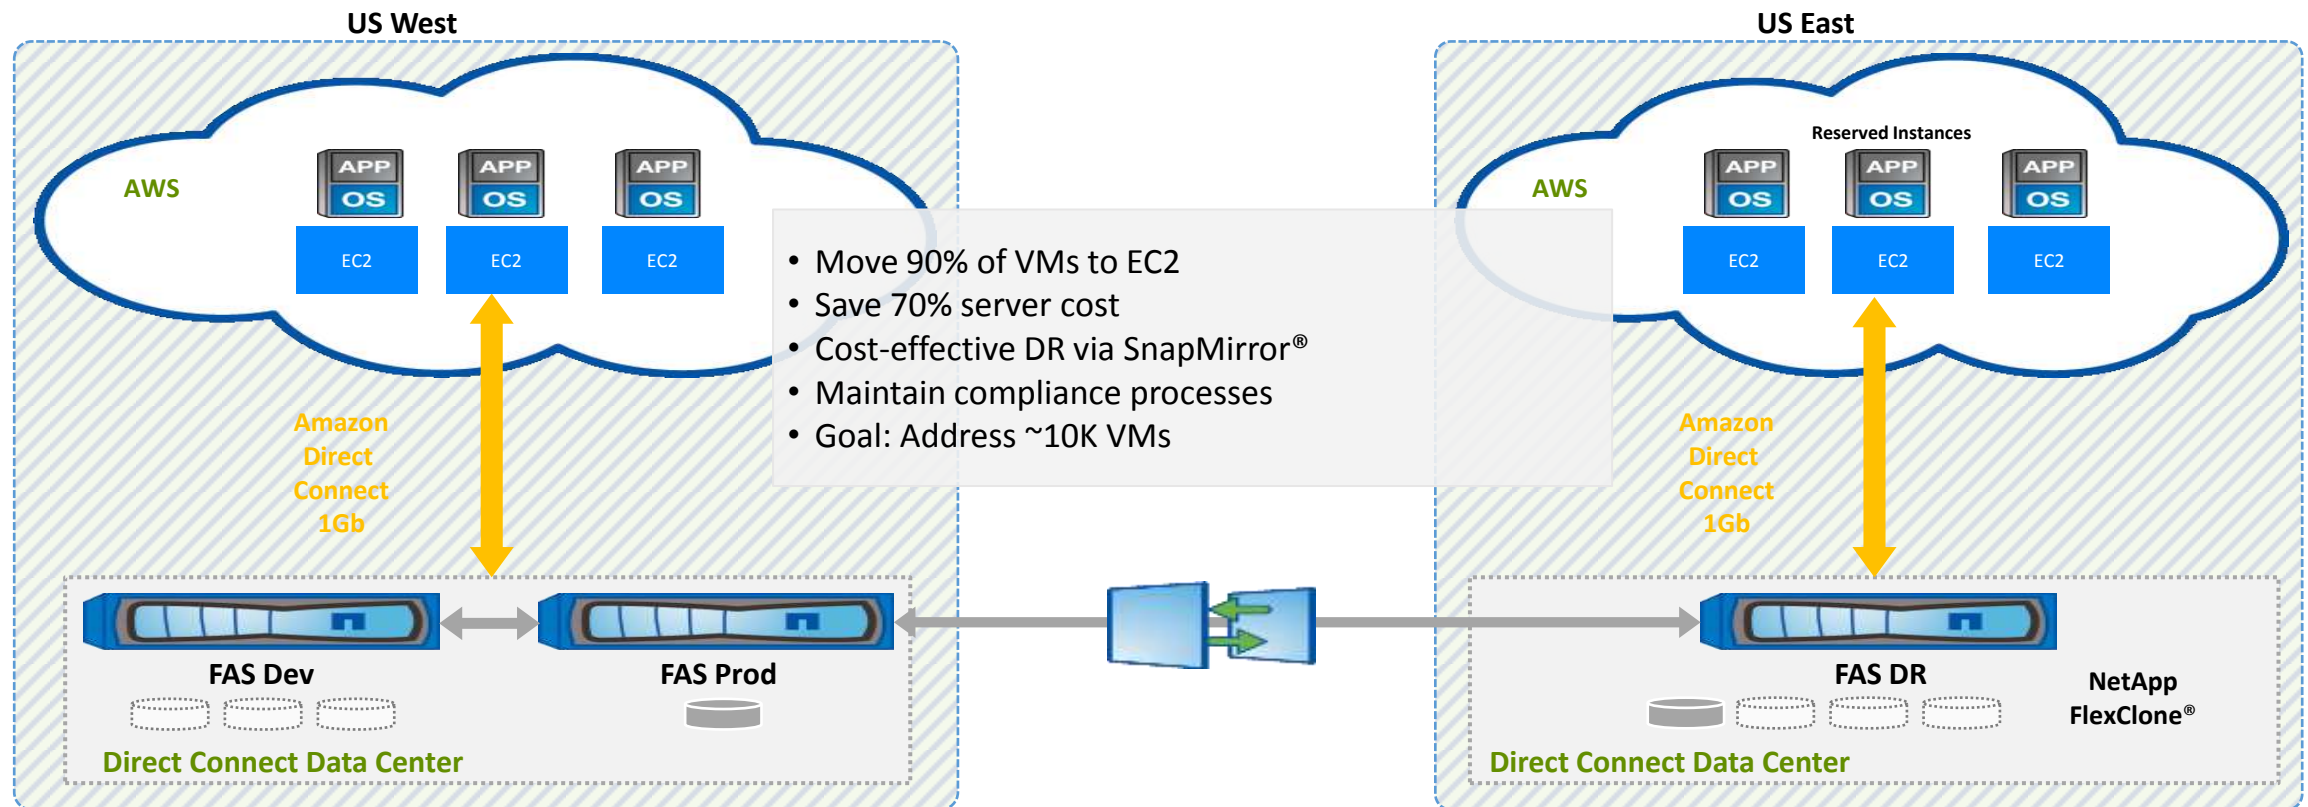 US West
AWS
APP
OS
APP
OS
APP
OS
EC2
EC2
EC2
Amazon
Direct
Connect
1Gb
FAS Dev
FAS Prod
Direct Connect Data Center
• Move 90% of VMs to EC2
• Save 70% server cost
• Cost-effective DR via SnapMirror®
• Maintain compliance processes
• Goal: Address ~10K VMs
US East
Reserved Instances
AWS
APP
OS
APP
OS
APP
OS
EC2
EC2
EC2
Amazon
Direct
Connect
1Gb
FAS DR
NetApp
FlexClone®
Direct Connect Data Center